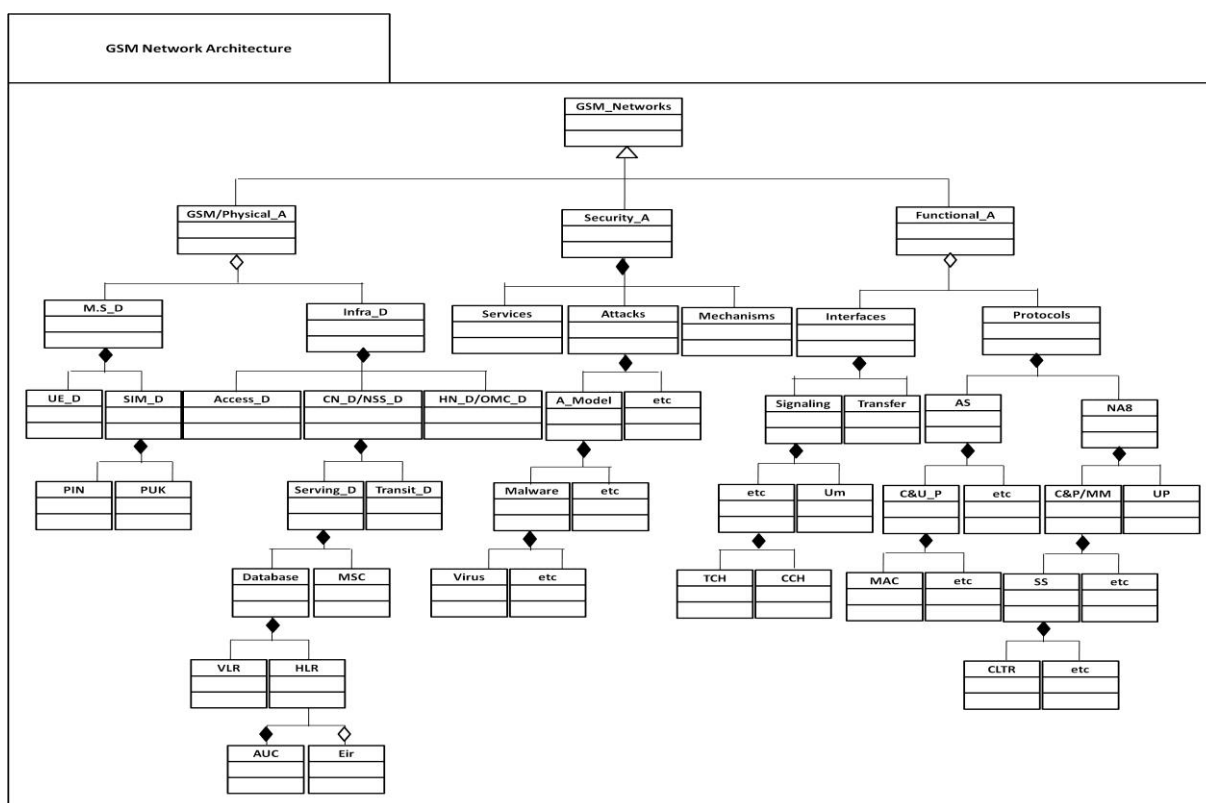 GSM Network Architecture
GSM_Networks
GSM/Physical_A
Security_A
Functional_A
M.S_D
Infra_D
Services
Attacks
Mechanisms
Interfaces
Protocols
UE_D
SIM_D
Access_D
CN_D/NSS_D
HN_D/OMC_D
A_Model
etc
Signaling
Transfer
AS
NA8
PIN
PUK
Serving_D
Transit_D
Malware
etc
etc
Um
C&U_P
etc
C&P/MM
UP
Database
MSC
Virus
etc
TCH
CCH
MAC
etc
SS
etc
VLR
HLR
CLTR
etc
AUC
Eir